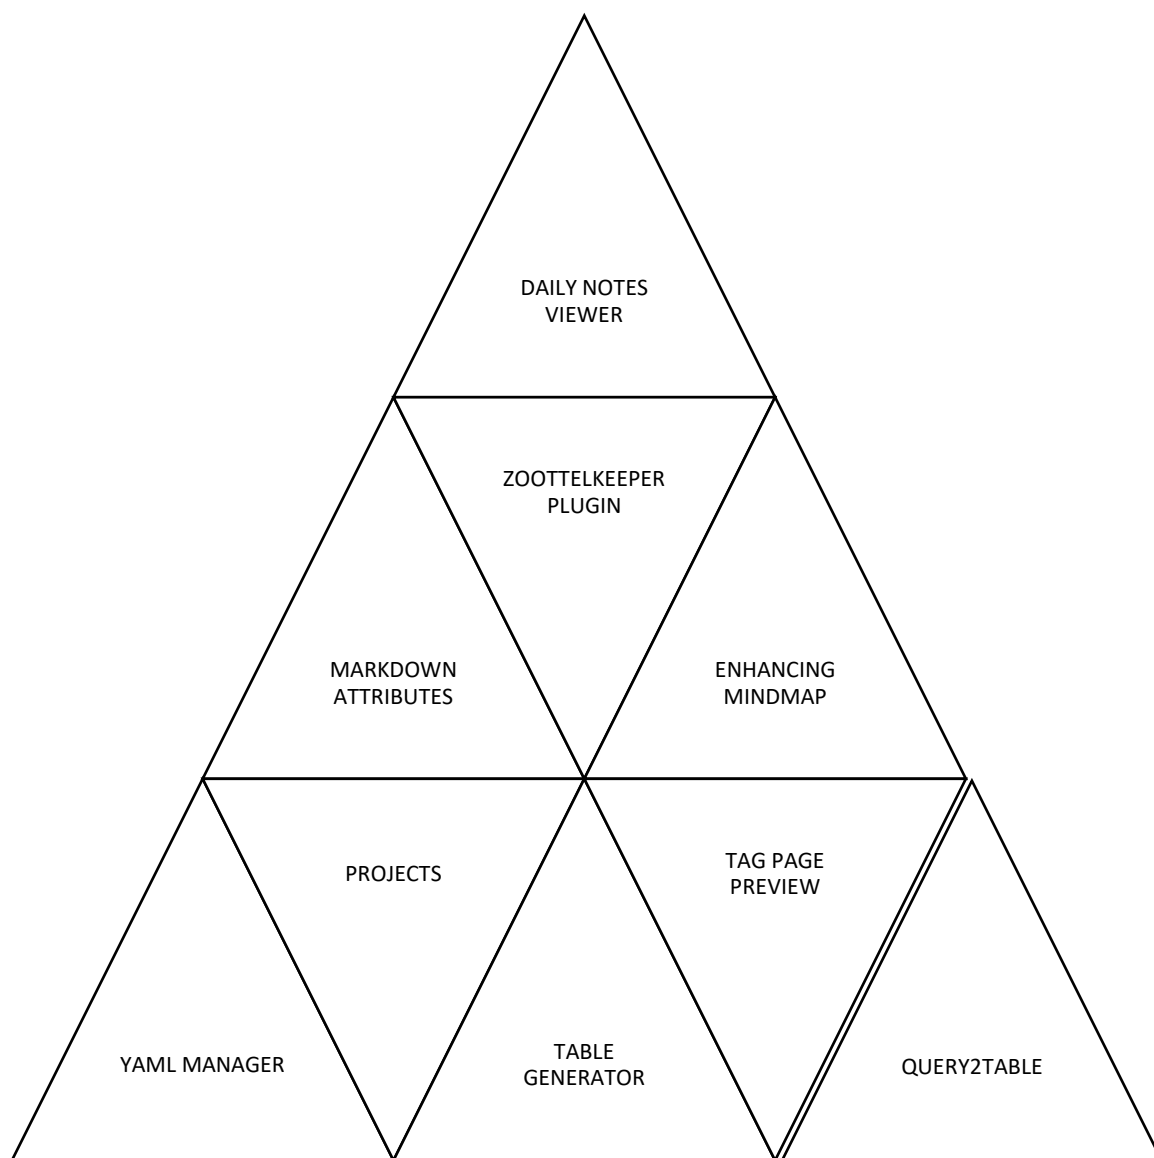 DAILY NOTES
VIEWER
ZOOTTELKEEPER
PLUGIN
MARKDOWN
ATTRIBUTES
ENHANCING
MINDMAP
PROJECTS
TAG PAGE
PREVIEW
YAML MANAGER
TABLE
GENERATOR
QUERY2TABLE